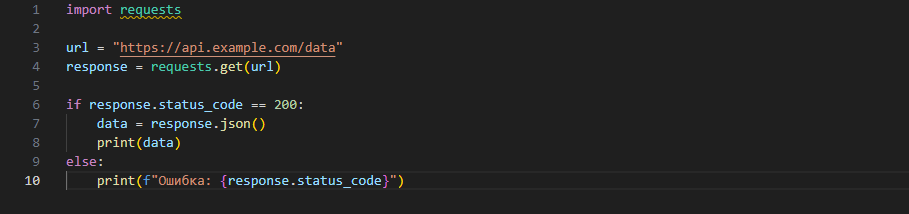 1 import requests
2
3 url = "https://api.example.com/data"
4 response = requests.get(url)
5
6 if response.status_code == 200:
7     data = response.json()
8     print(data)
9 else:
10     print(f"Ошибка: {response.status_code}")